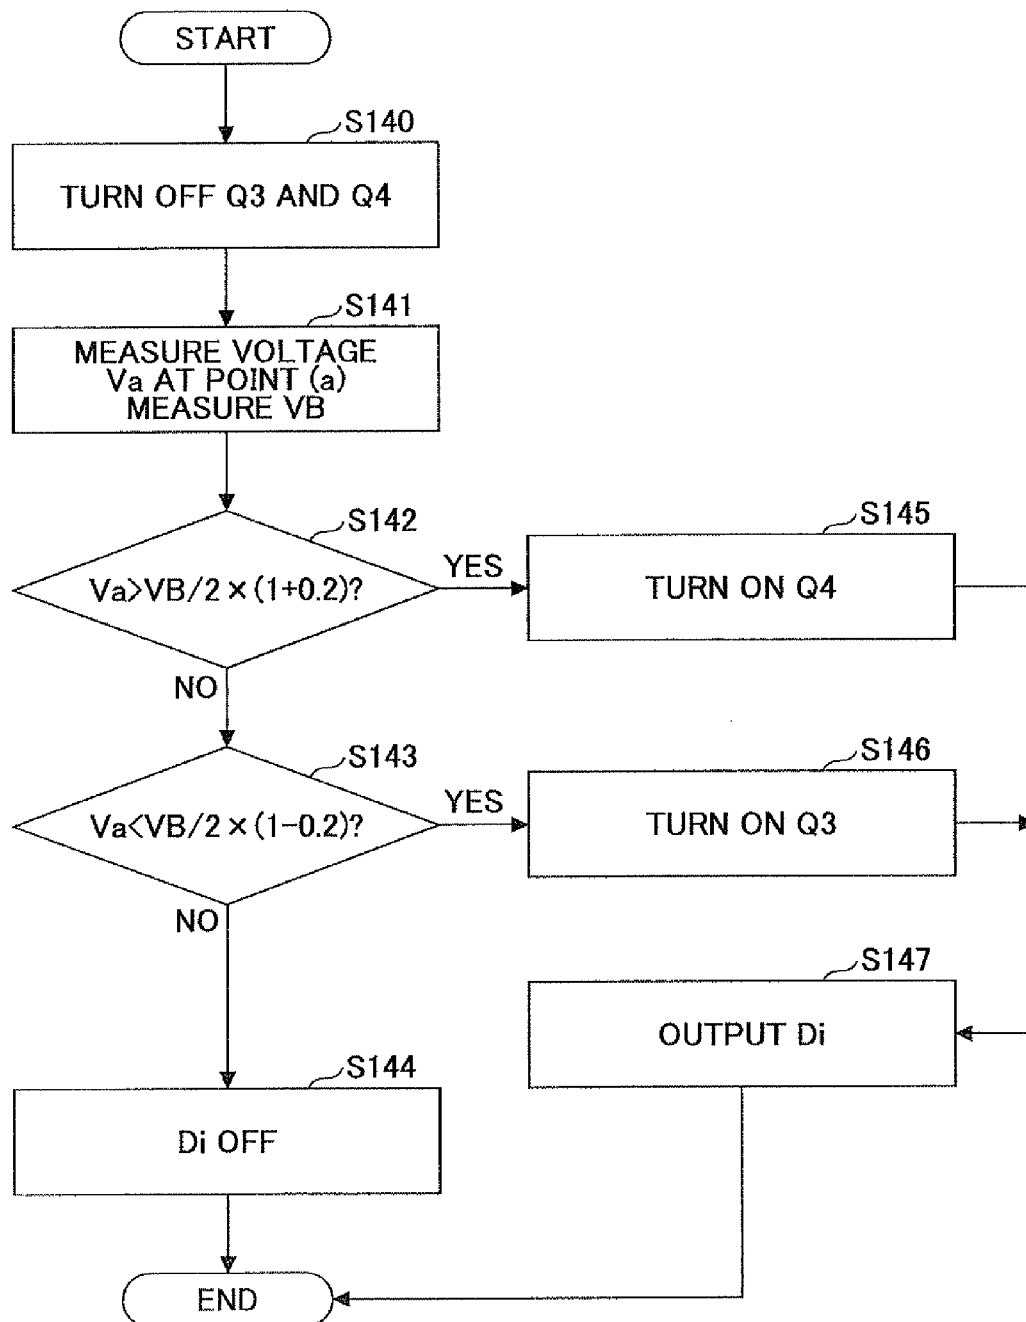 START
S140
TURN OFF Q3 AND Q4
S141
MEASURE VOLTAGE
Va AT POINT (a)
MEASURE VB
S142
Va>VB/2×(1+0.2)?
YES
S145
TURN ON Q4
NO
S143
Va<VB/2×(1−0.2)?
YES
S146
TURN ON Q3
NO
S147
OUTPUT Di
S144
Di OFF
END